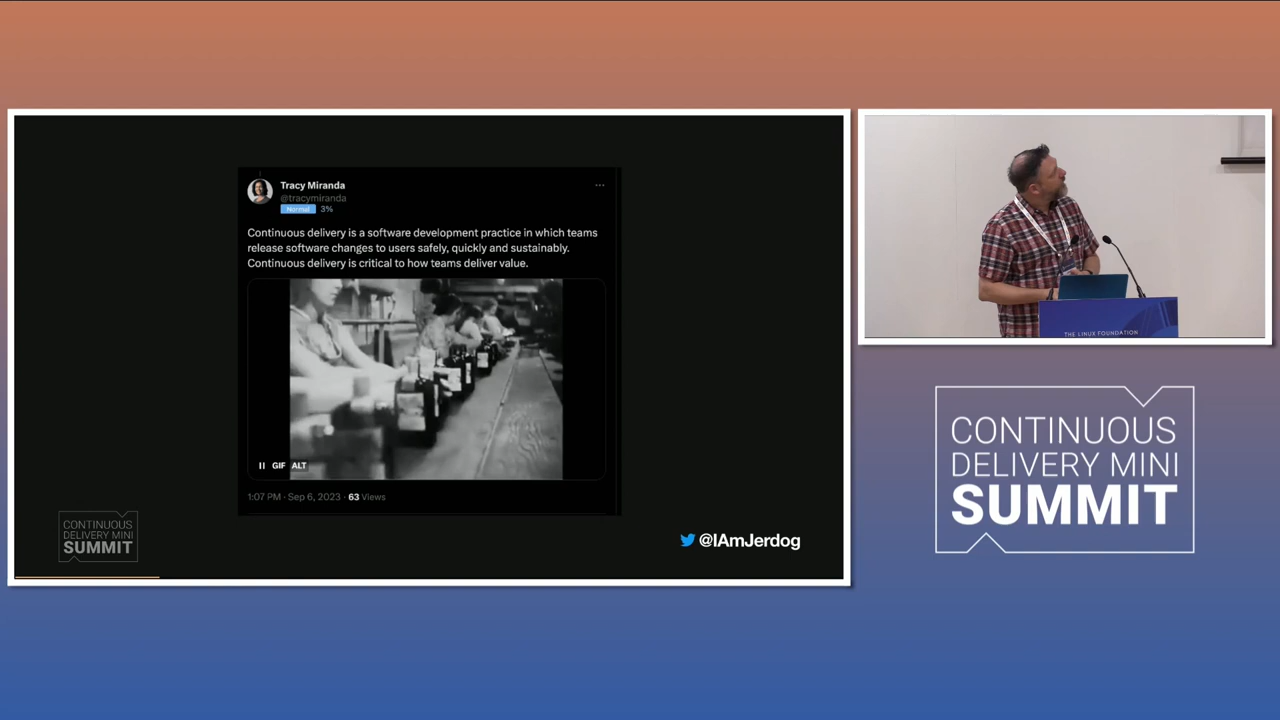 Tracy Miranda
@tracymiranda
Normal 3%
Continuous delivery is a software development practice in which teams
release software changes to users safely, quickly and sustainably.
Continuous delivery is critical to how teams deliver value.
GIF ALT
1:07 PM · Sep 6, 2023 · 63 Views
CONTINUOUS
DELIVERY MINI
SUMMIT
@IAmJerdog
THE LINUX FOUNDATION
CONTINUOUS
DELIVERY MINI
SUMMIT